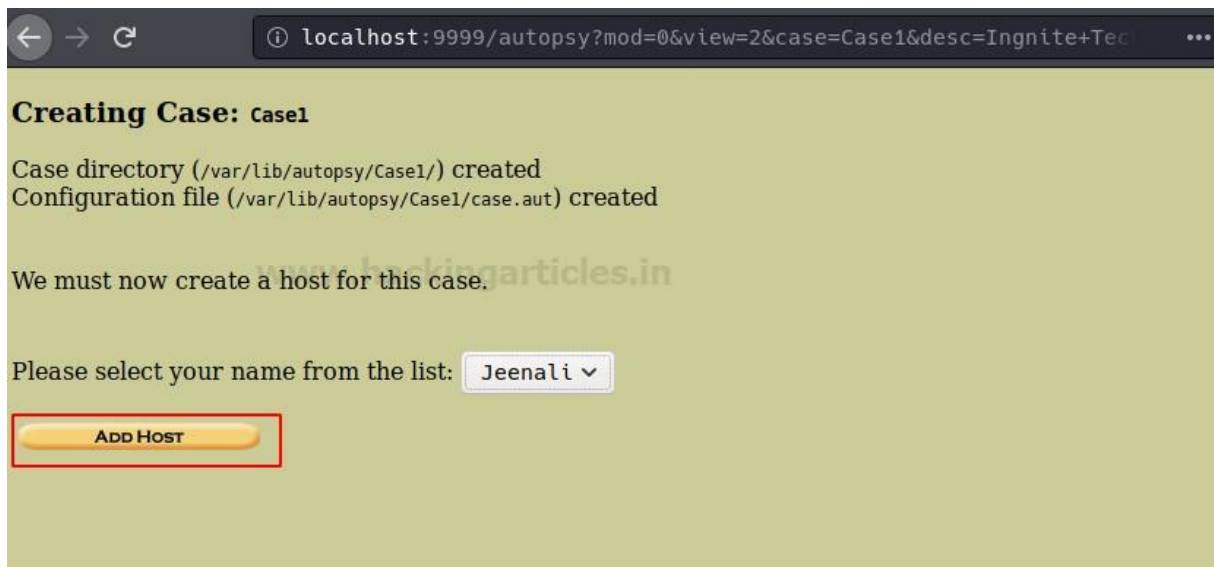 localhost:9999/autopsy?mod=0&view=2&case=Case1&desc=Ingnite+Tec
Creating Case: Case1
Case directory (/var/lib/autopsy/Case1/) created
Configuration file (/var/lib/autopsy/Case1/case.aut) created
www.hackingarticles.in
We must now create a host for this case.
Please select your name from the list: Jeenali
ADD HOST